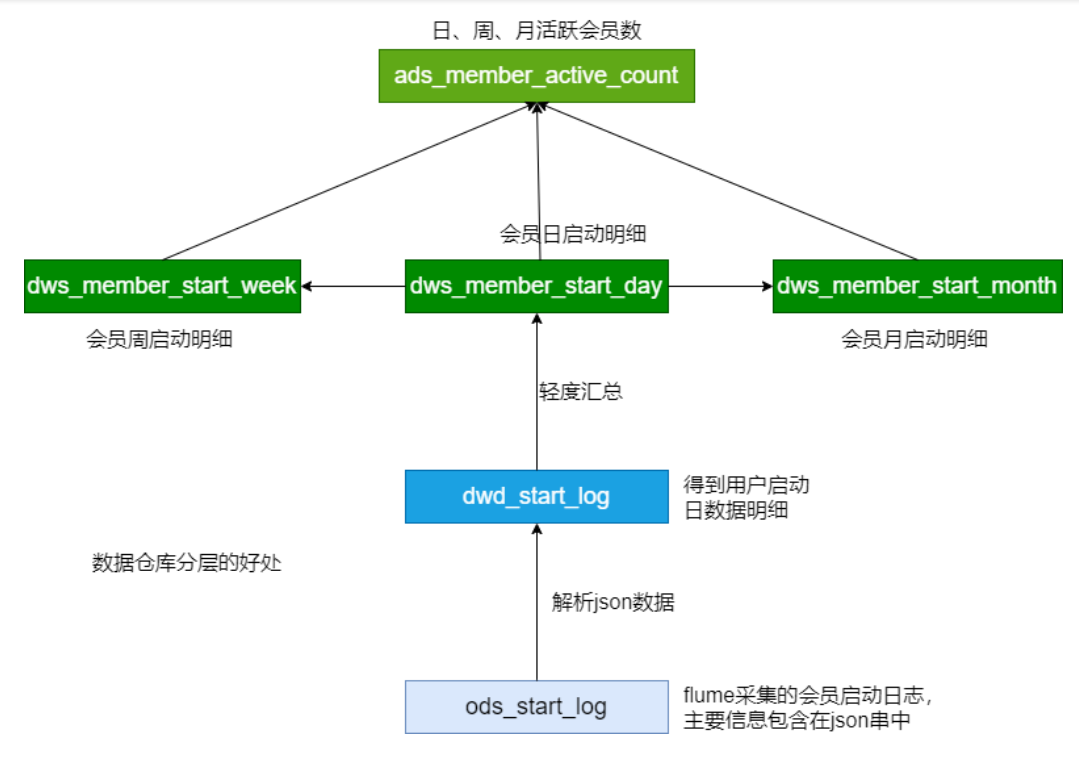 日、周、月活跃会员数
ads_member_active_count
会员日启动明细
dws_member_start_week
dws_member_start_day
dws_member_start_month
会员周启动明细
会员月启动明细
轻度汇总
dwd_start_log
得到用户启动
日数据明细
数据仓库分层的好处
解析json数据
ods_start_log
flume采集的会员启动日志，
主要信息包含在json串中